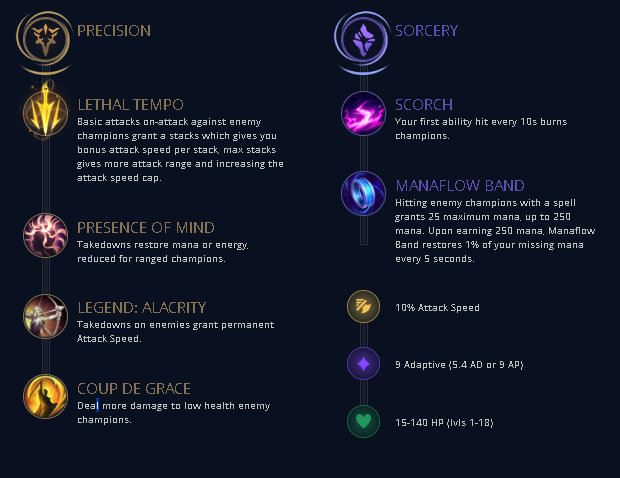 PRECISION
LETHAL TEMPO
Basic attacks on-attack against enemy
champions grant a stacks which gives you
bonus attack speed per stack, max stacks
gives more attack range and increasing the
attack speed cap.
PRESENCE OF MIND
Takedowns restore mana or energy,
reduced for ranged champions.
LEGEND: ALACRITY
Takedowns on enemies grant permanent
Attack Speed.
COUP DE GRACE
Deal more damage to low health enemy
champions.
SORCERY
SCORCH
Your first ability hit every 10s burns
champions.
MANAFLOW BAND
Hitting enemy champions with a spell
grants 25 maximum mana, up to 250
mana. Upon earning 250 mana, Manaflow
Band restores 1% of your missing mana
every 5 seconds.
10% Attack Speed
9 Adaptive (5.4 AD or 9 AP)
15-140 HP (lvls 1-18)